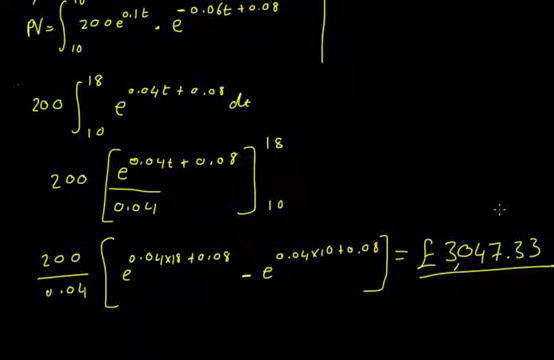 PV = ∫₁₀ 200e^0.1t · e^-0.06t+0.08
200 ∫₁₀^18 e^0.04t+0.08 dt
200 [e^0.04t+0.08 / 0.04]₁₀^18
200/0.04 [e^0.04×18+0.08 - e^0.04×10+0.08] = £3,047.33